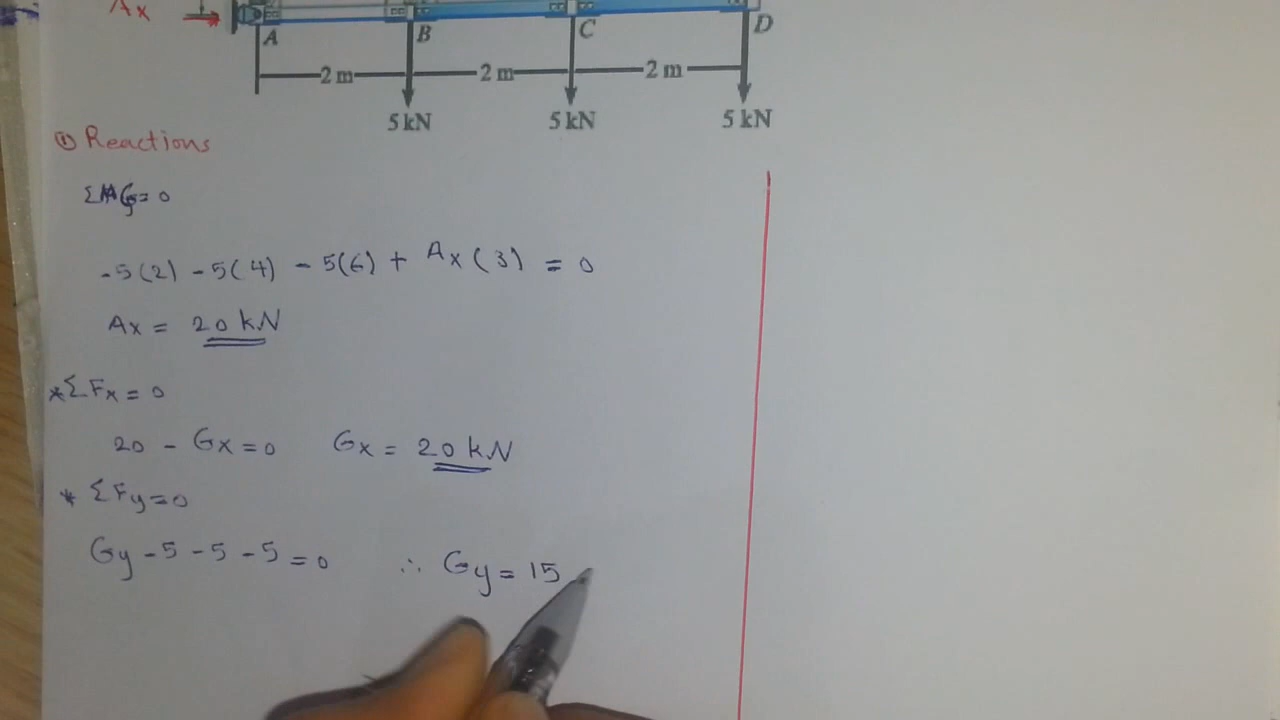 Ax
A B C D
2 m 2 m 2 m
5 kN 5 kN 5 kN
① Reactions
ΣMG = 0
-5(2) - 5(4) - 5(6) + Ax(3) = 0
Ax = 20 kN
*ΣFx = 0
20 - Gx = 0 Gx = 20 kN
* ΣFy = 0
Gy - 5 - 5 - 5 = 0 ∴ Gy = 15